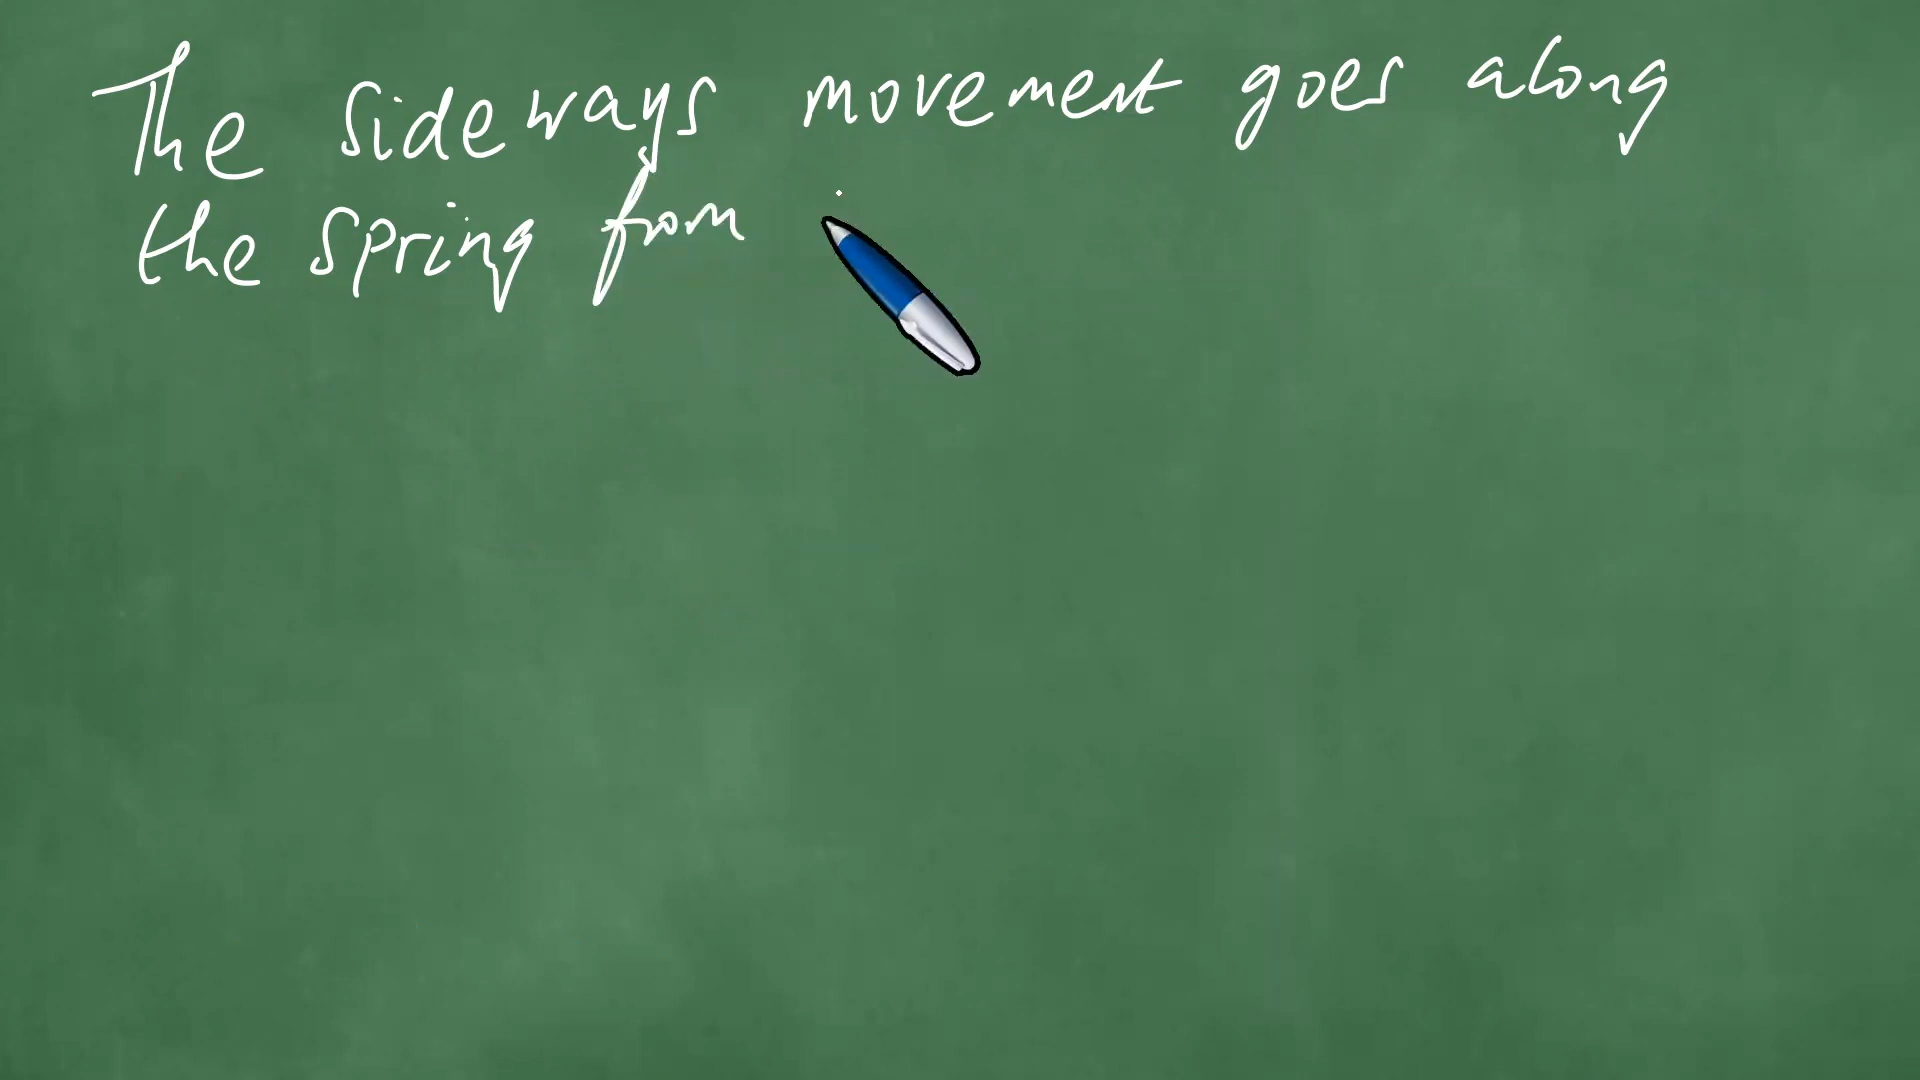 The sideways movement goes along
the spring from